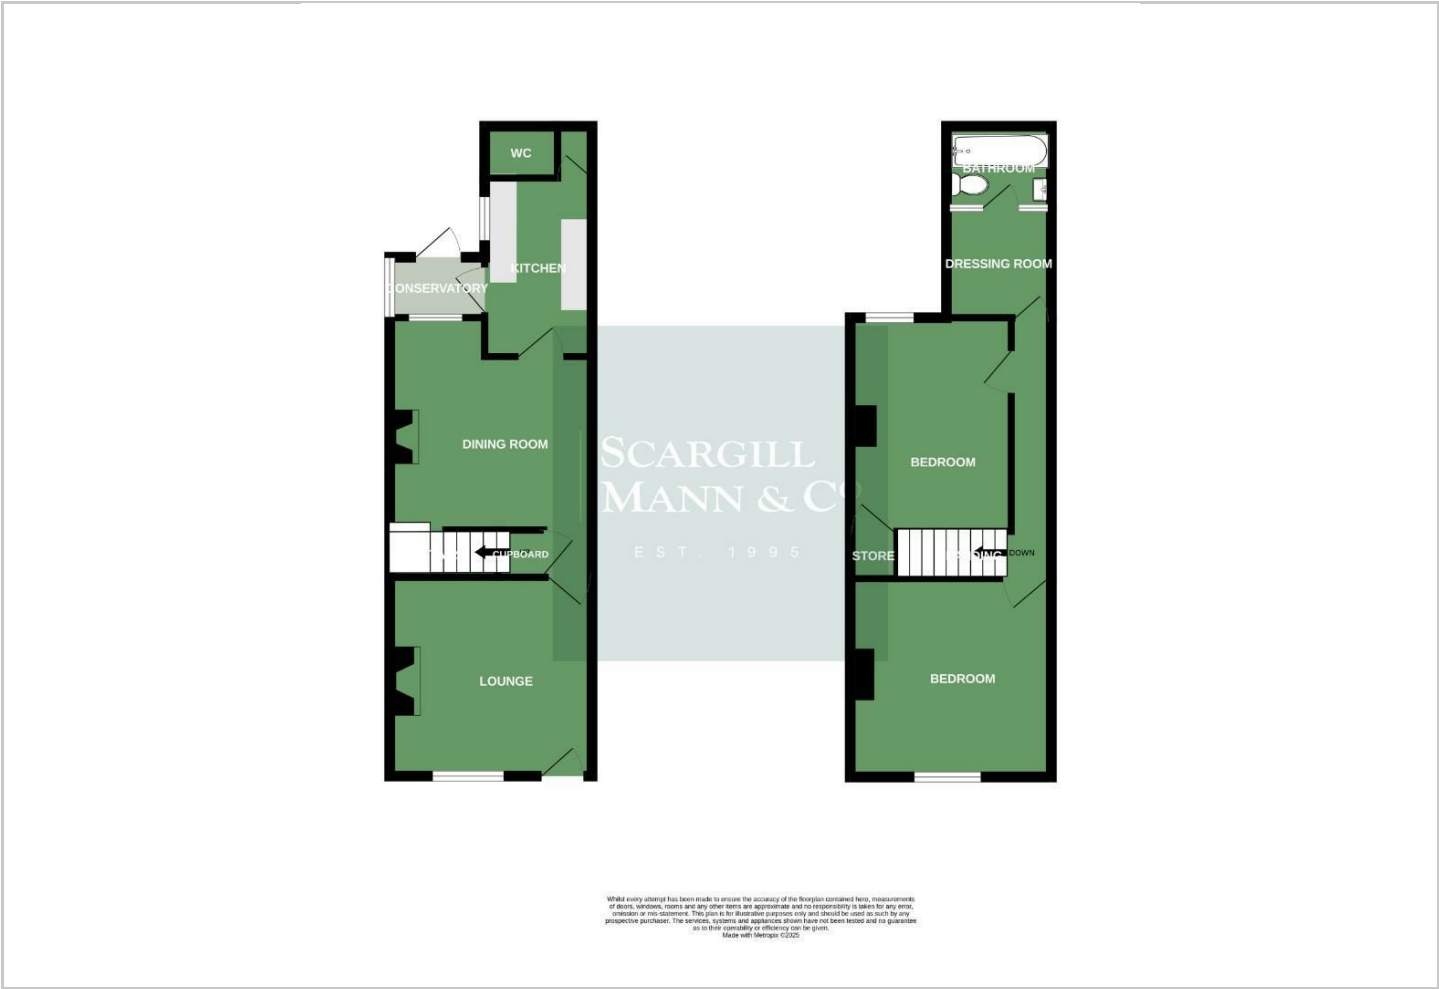 WC
BATHROOM
KITCHEN
DRESSING ROOM
CONSERVATORY
DINING ROOM
BEDROOM
SCARGILL
MANN & CO
EST. 1995
CUPBOARD
STORE
LANDING
DOWN
LOUNGE
BEDROOM
Whilst every attempt has been made to ensure the accuracy of the floorplan contained here, measurements
of doors, windows, rooms and any other items are approximate and no responsibility is taken for any error,
omission or mis-statement. This plan is for illustrative purposes only and should be used as such by any
prospective purchaser. The services, systems and appliances shown have not been tested and no guarantee
as to their operability or efficiency can be given.
Made with Metropix ©2025